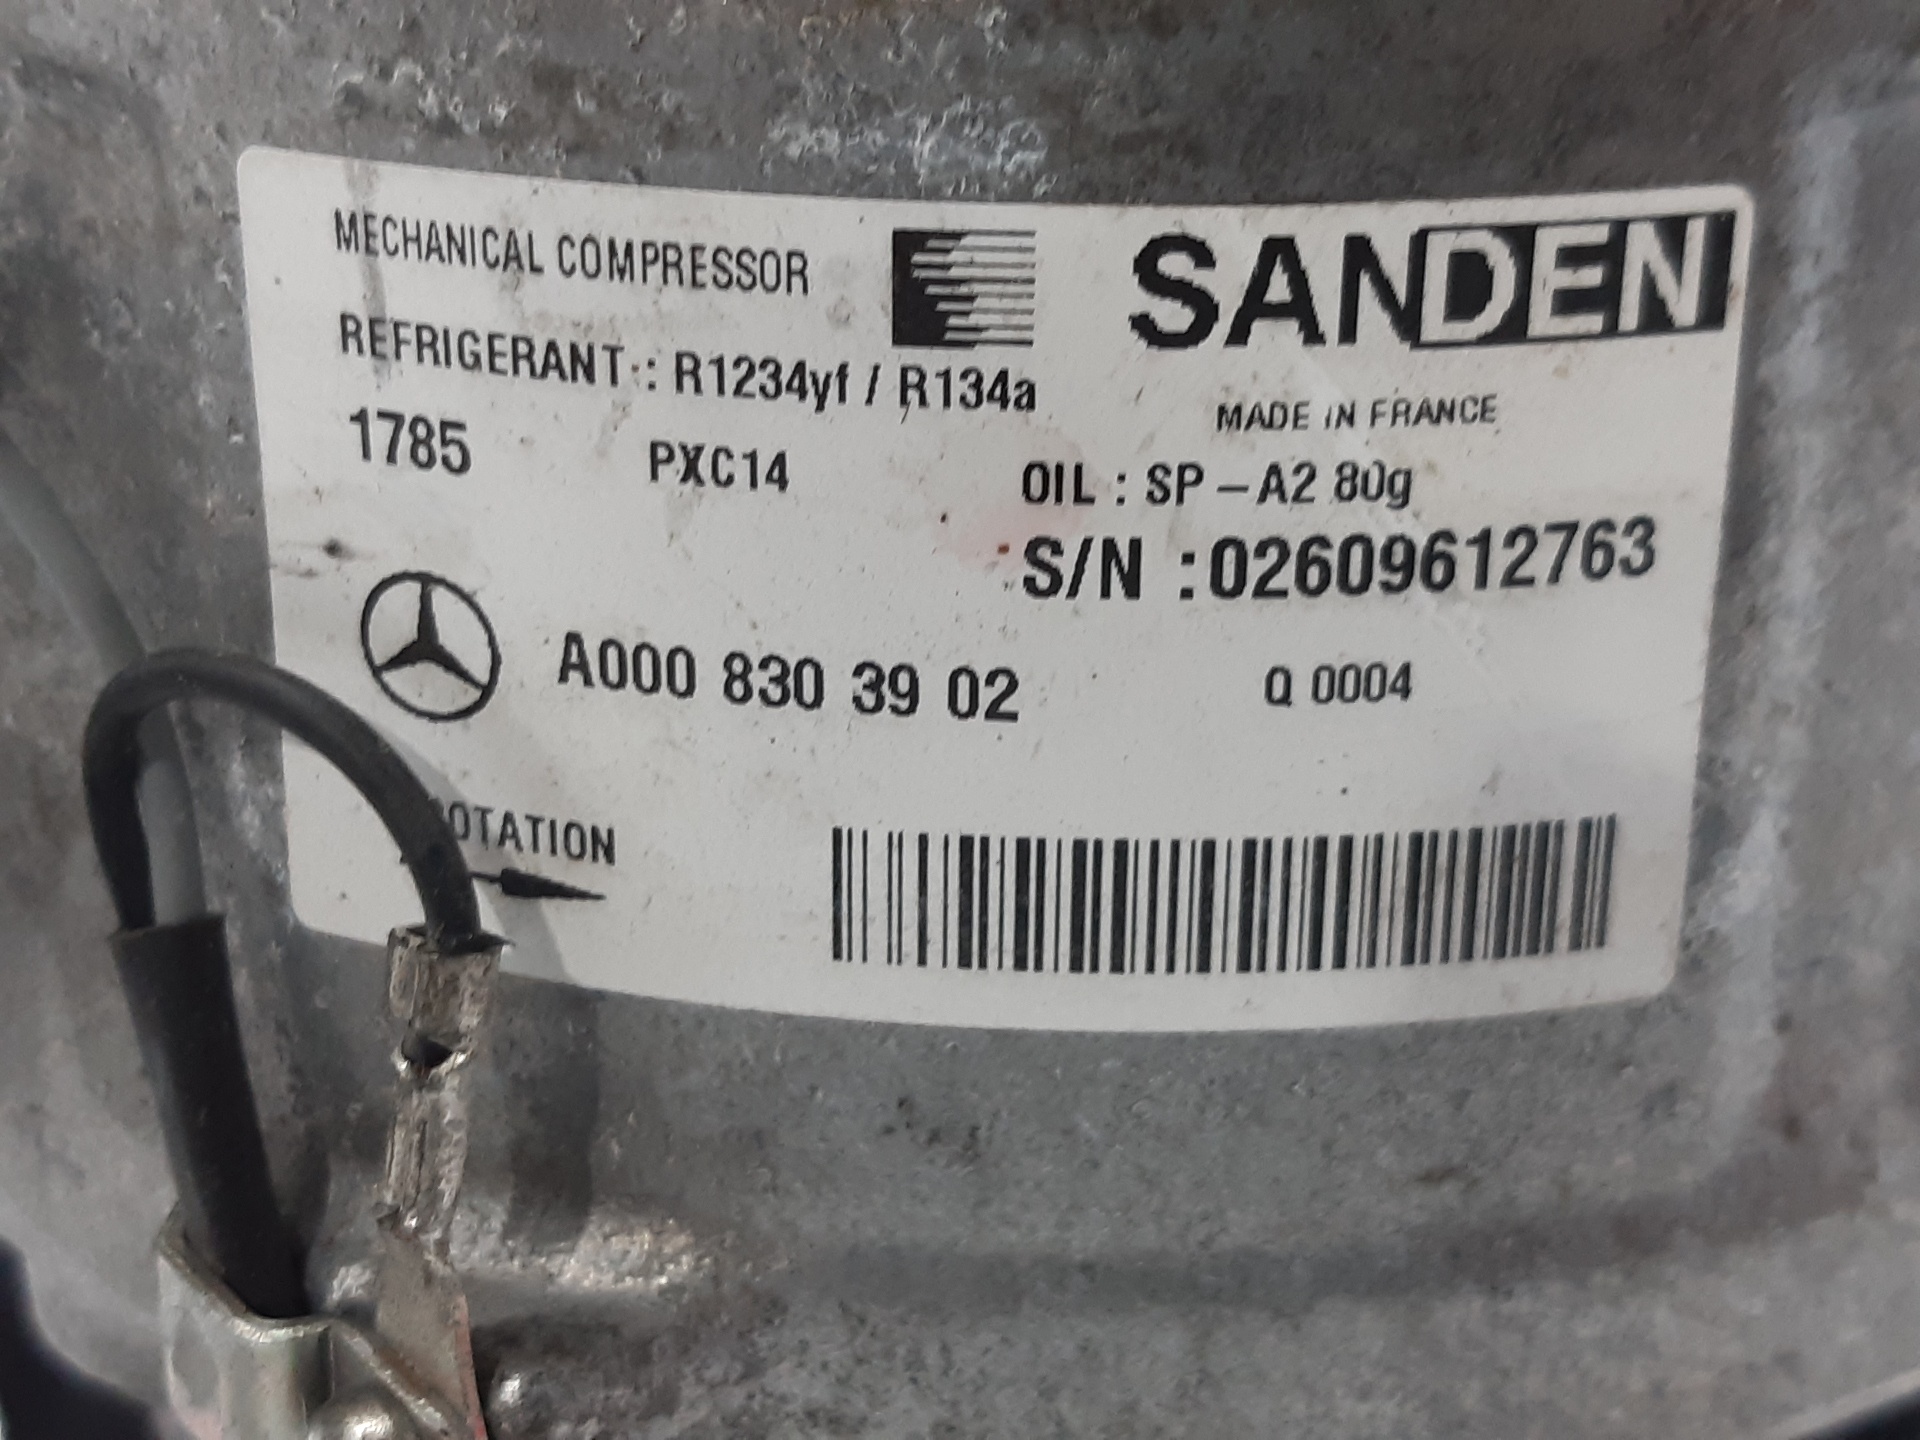 MECHANICAL COMPRESSOR
SANDEN
REFRIGERANT : R1234yf / R134a
MADE IN FRANCE
1785 PXC14 OIL : SP-A2 80g
S/N :02609612763
A000 830 39 02 Q 0004
OTATION